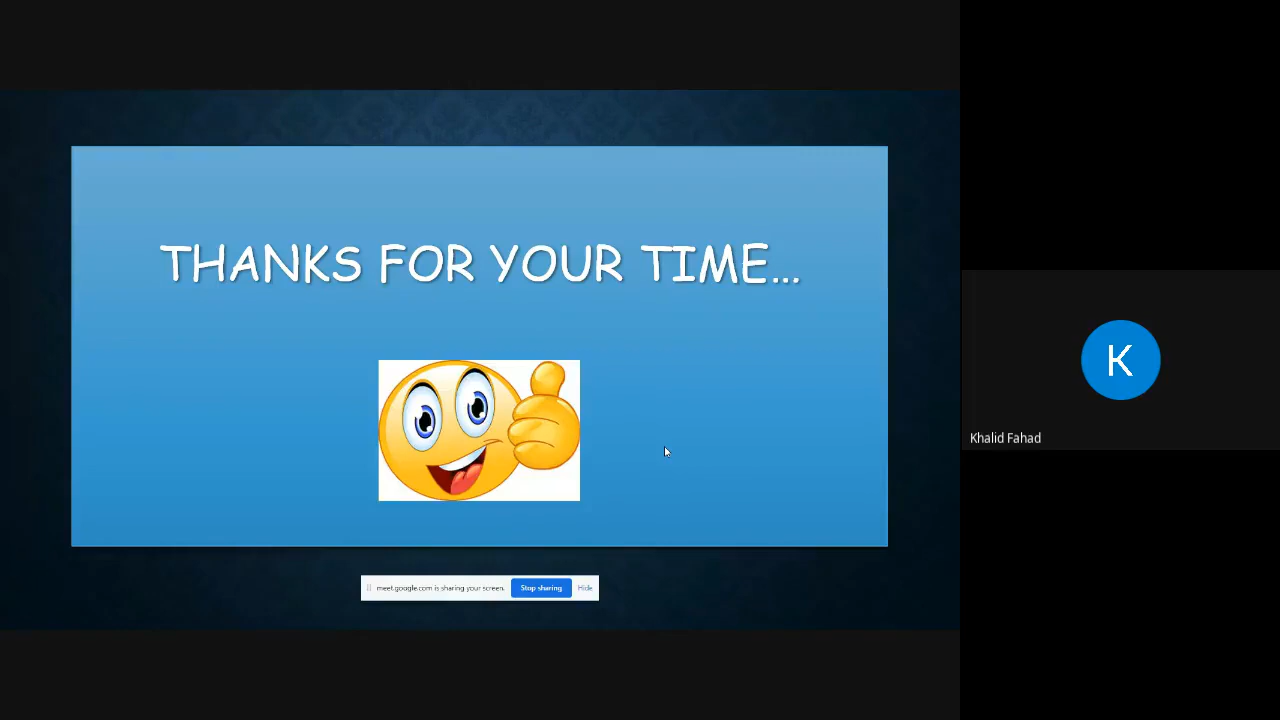 THANKS FOR YOUR TIME...
K
Khalid Fahad
meet.google.com is sharing your screen.
Stop sharing
Hide